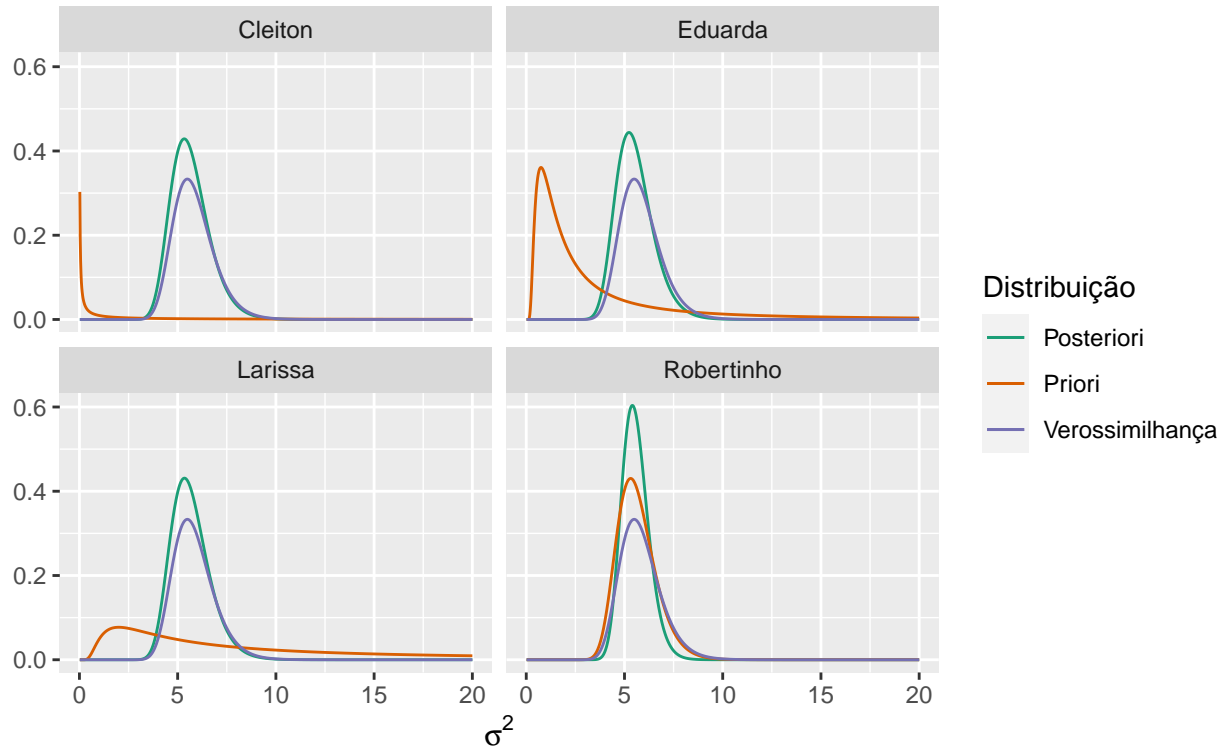 Cleiton
Eduarda
0.6
0.4
0.2
0.0
Larissa
Robertinho
0.6
0.4
0.2
0.0
0 5 10 15 20
0 5 10 15 20
σ²
Distribuição
Posteriori
Priori
Verossimilhança